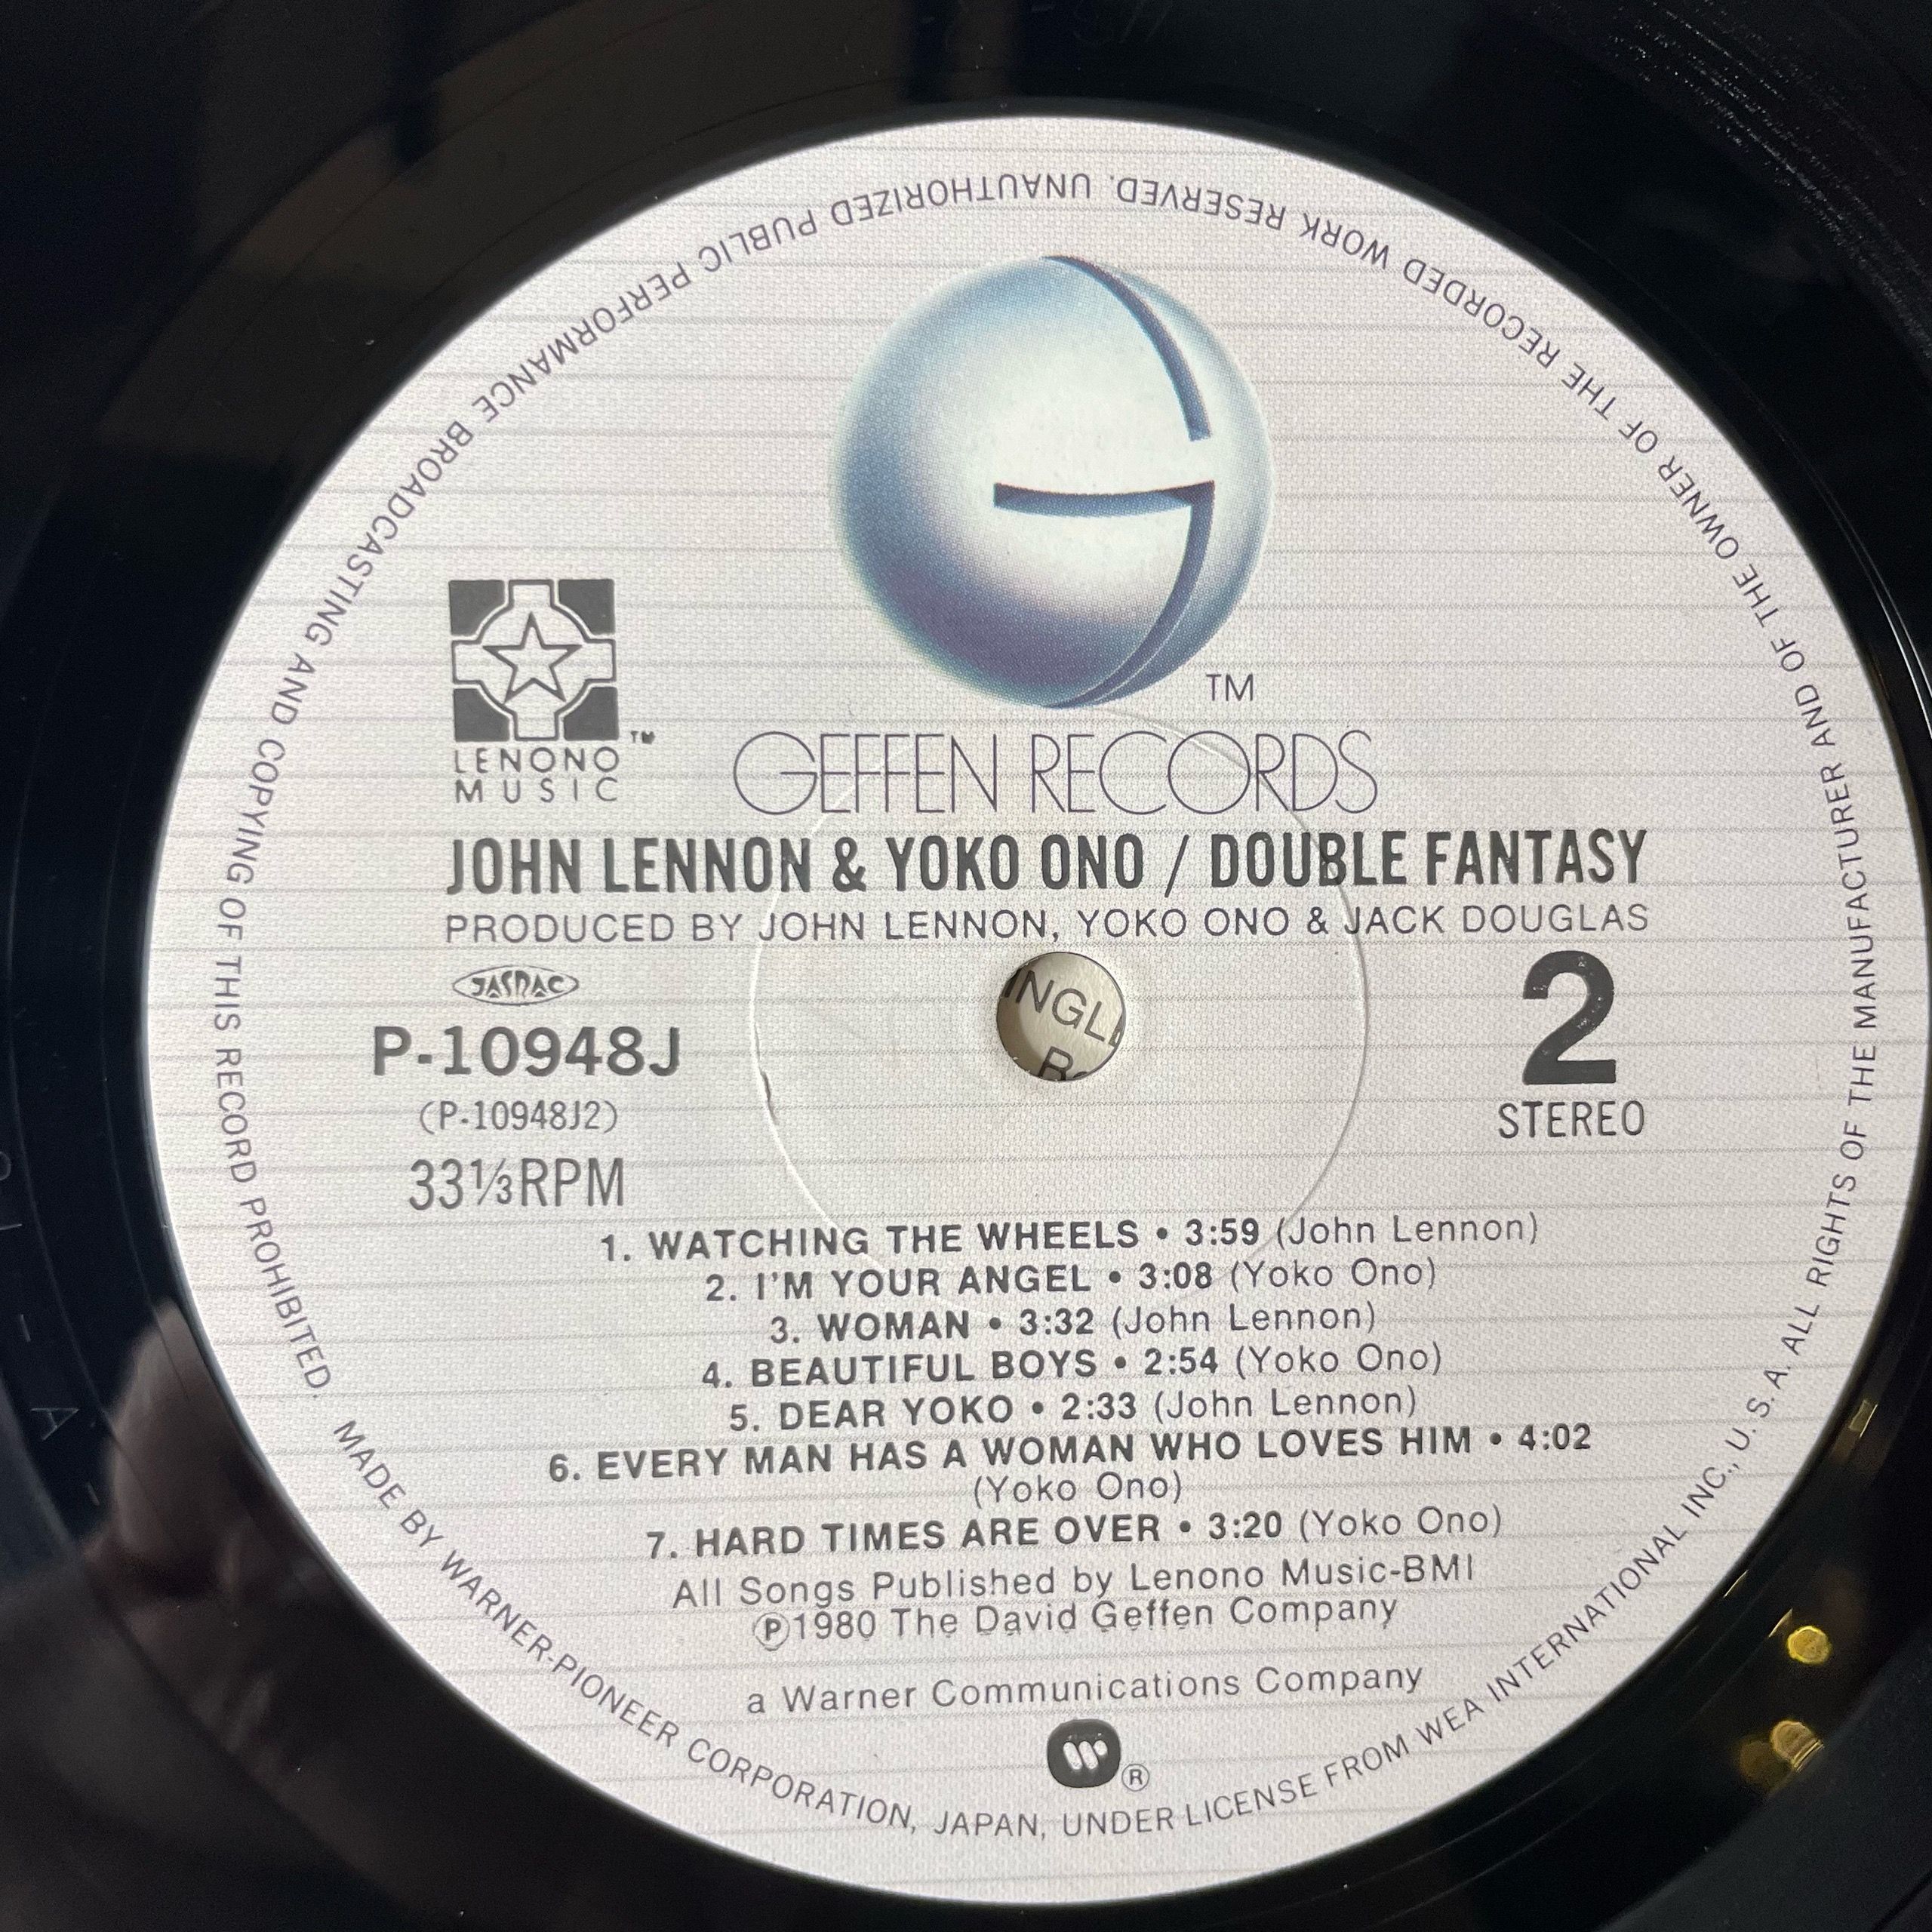 UNAUTHORIZED PUBLIC PERFORMANCE BROADCASTING AND COPYING OF THIS RECORD PROHIBITED.
MADE BY WARNER-PIONEER CORPORATION, JAPAN, UNDER LICENSE FROM WEA INTERNATIONAL INC., U.S.A. ALL RIGHTS OF THE MANUFACTURER AND OF THE OWNER OF THE RECORDED WORK RESERVED.
TM
LENONO
MUSIC
TM
GEFFEN RECORDS
JOHN LENNON & YOKO ONO / DOUBLE FANTASY
PRODUCED BY JOHN LENNON, YOKO ONO & JACK DOUGLAS
JASRAC
P-10948J
(P-10948J2)
33⅓RPM
2
STEREO
1. WATCHING THE WHEELS • 3:59 (John Lennon)
2. I'M YOUR ANGEL • 3:08 (Yoko Ono)
3. WOMAN • 3:32 (John Lennon)
4. BEAUTIFUL BOYS • 2:54 (Yoko Ono)
5. DEAR YOKO • 2:33 (John Lennon)
6. EVERY MAN HAS A WOMAN WHO LOVES HIM • 4:02
(Yoko Ono)
7. HARD TIMES ARE OVER • 3:20 (Yoko Ono)
All Songs Published by Lenono Music-BMI
Ⓟ1980 The David Geffen Company
a Warner Communications Company
®